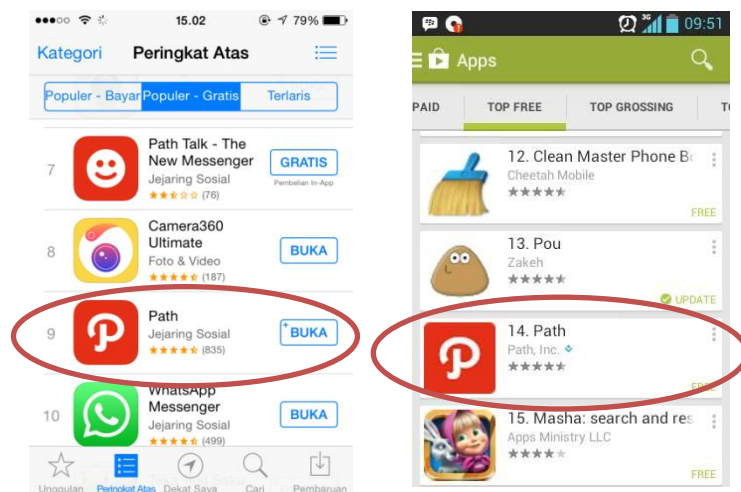 15.02
79%
Kategori
Peringkat Atas
Populer - Bayar
Populer - Gratis
Terlaris
7
Path Talk - The
New Messenger
Jejaring Sosial
(76)
GRATIS
Pembelian In-App
8
Camera360
Ultimate
Foto & Video
(187)
BUKA
9
Path
Jejaring Sosial
(835)
+BUKA
10
WhatsApp
Messenger
Jejaring Sosial
(499)
BUKA
Unggulan
Peringkat Atas
Dekat Saya
Cari
Pembaruan
3G
09:51
Apps
PAID
TOP FREE
TOP GROSSING
12. Clean Master Phone
Cheetah Mobile
FREE
13. Pou
Zakeh
UPDATE
14. Path
Path, Inc.
FREE
15. Masha: search and res
Apps Ministry LLC
FREE